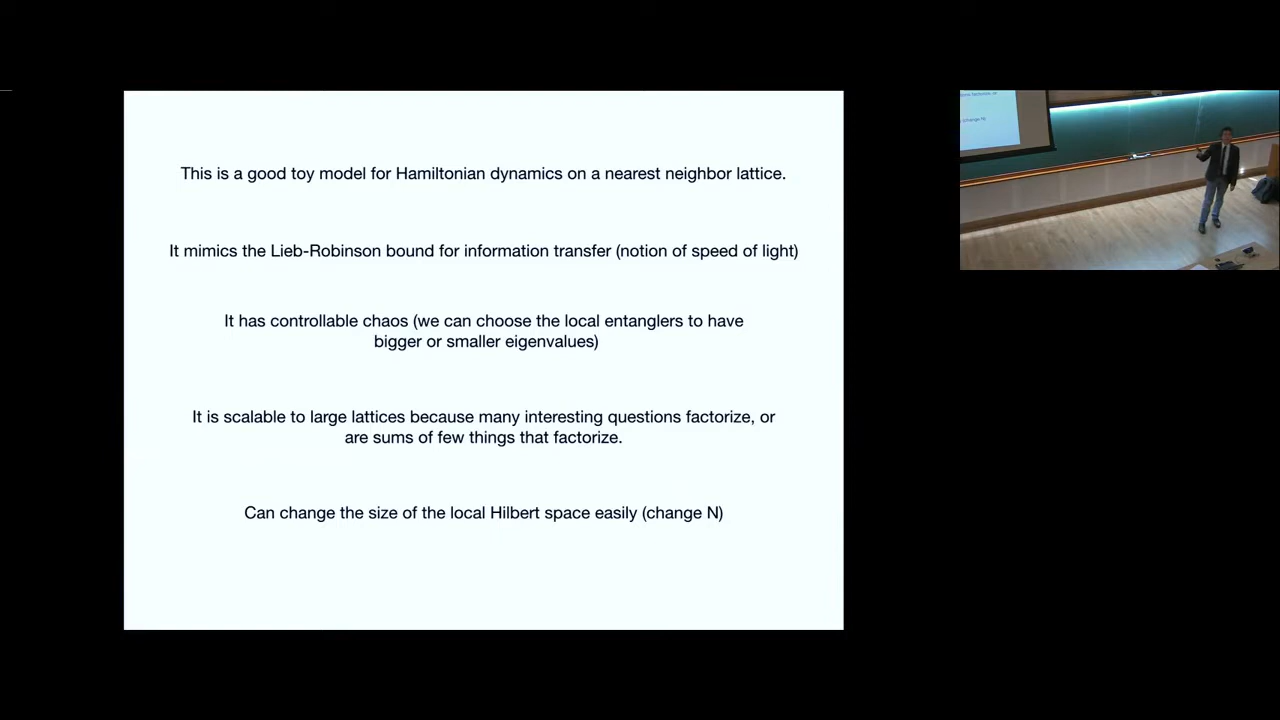 This is a good toy model for Hamiltonian dynamics on a nearest neighbor lattice.
It mimics the Lieb-Robinson bound for information transfer (notion of speed of light)
It has controllable chaos (we can choose the local entanglers to have
bigger or smaller eigenvalues)
It is scalable to large lattices because many interesting questions factorize, or
are sums of few things that factorize.
Can change the size of the local Hilbert space easily (change N)